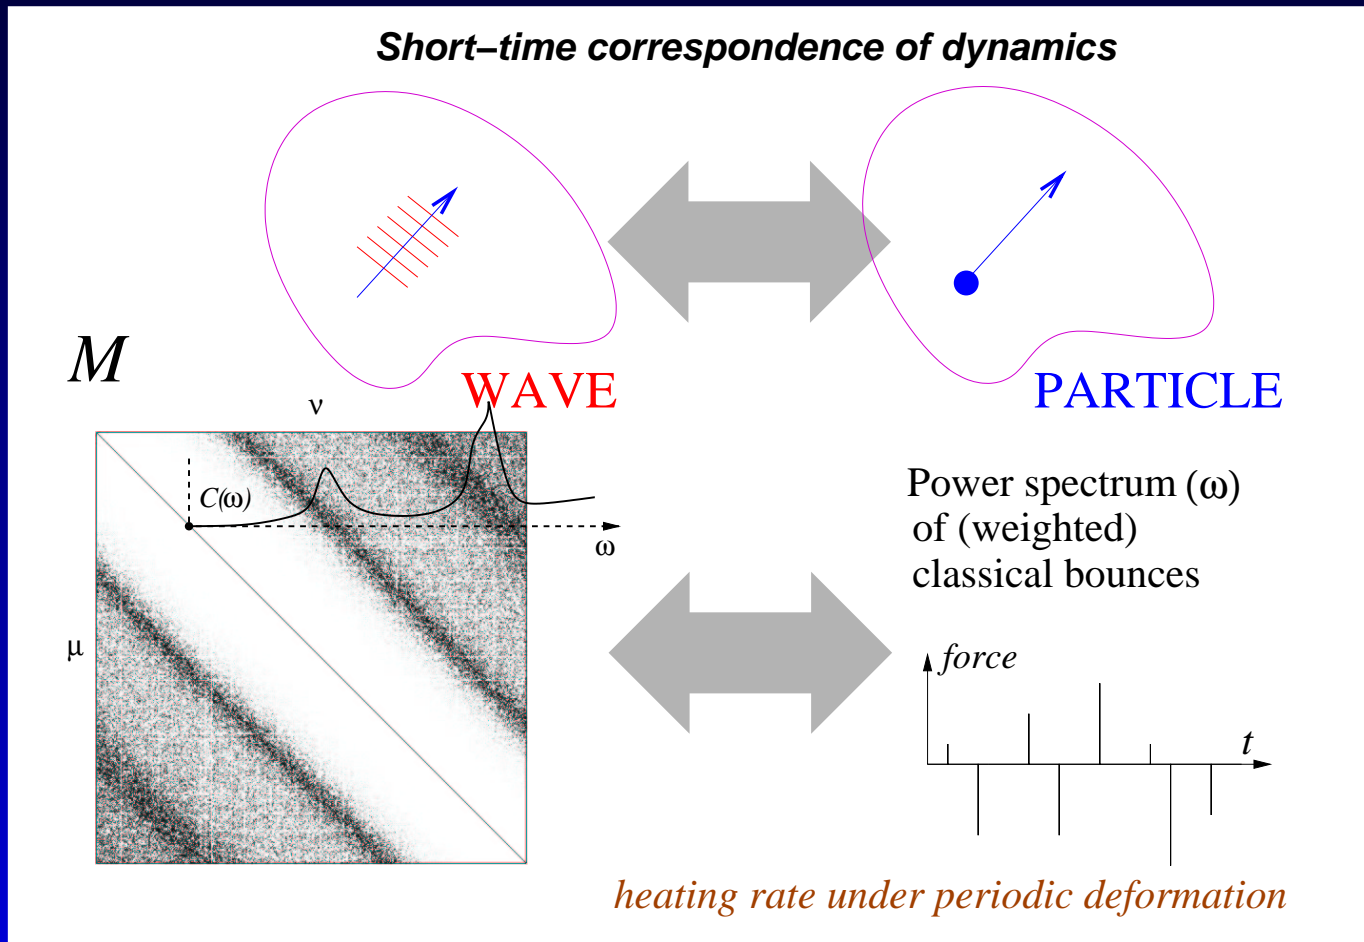 Short–time correspondence of dynamics
M
WAVE
PARTICLE
ν
C(ω)
ω
μ
Power spectrum (ω)
of (weighted)
classical bounces
force
t
heating rate under periodic deformation